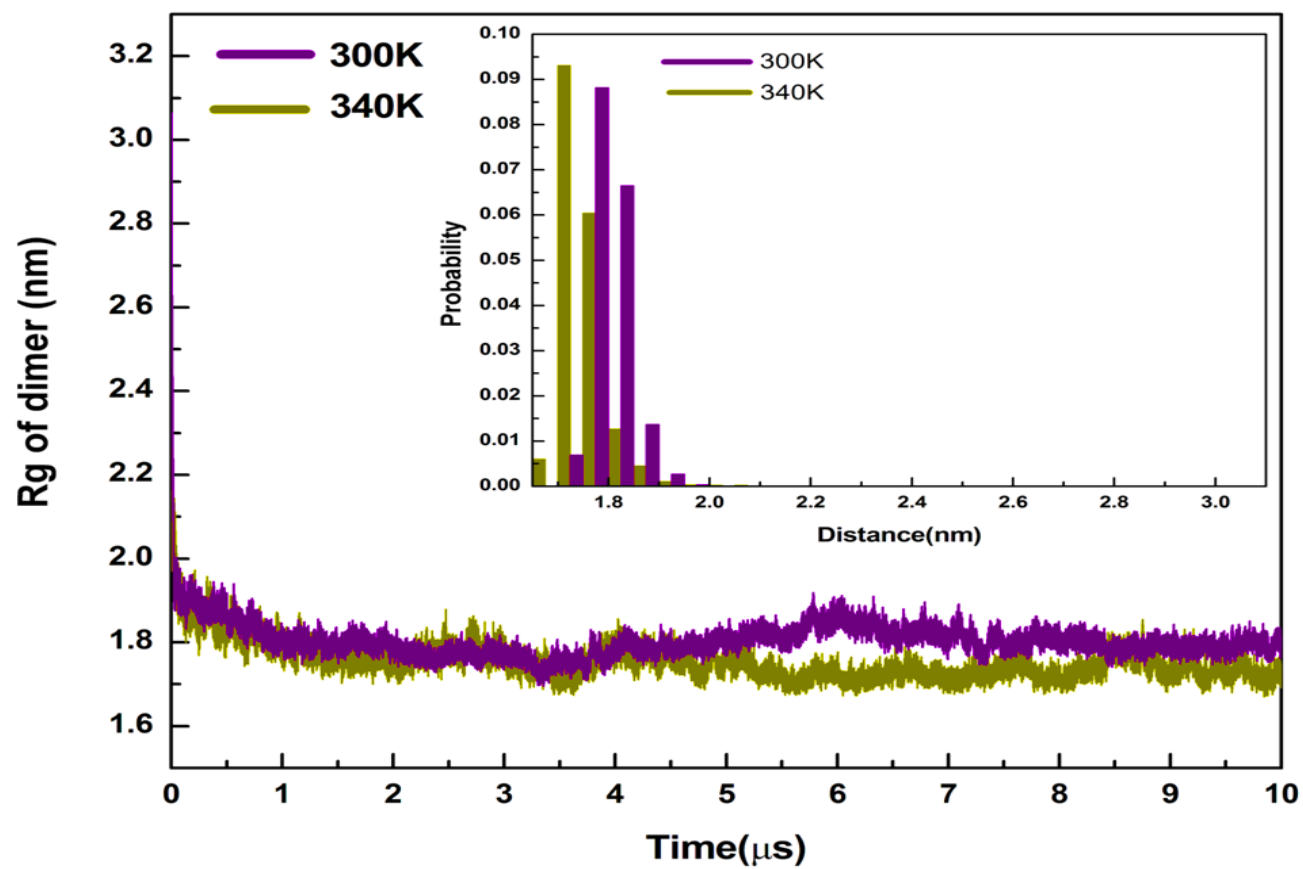 300K
340K
3.2
3.0
2.8
2.6
2.4
2.2
2.0
1.8
1.6
Rg of dimer (nm)
0 1 2 3 4 5 6 7 8 9 10
Time(μs)
300K
340K
0.10
0.09
0.08
0.07
0.06
0.05
0.04
0.03
0.02
0.01
0.00
Probability
1.8 2.0 2.2 2.4 2.6 2.8 3.0
Distance(nm)